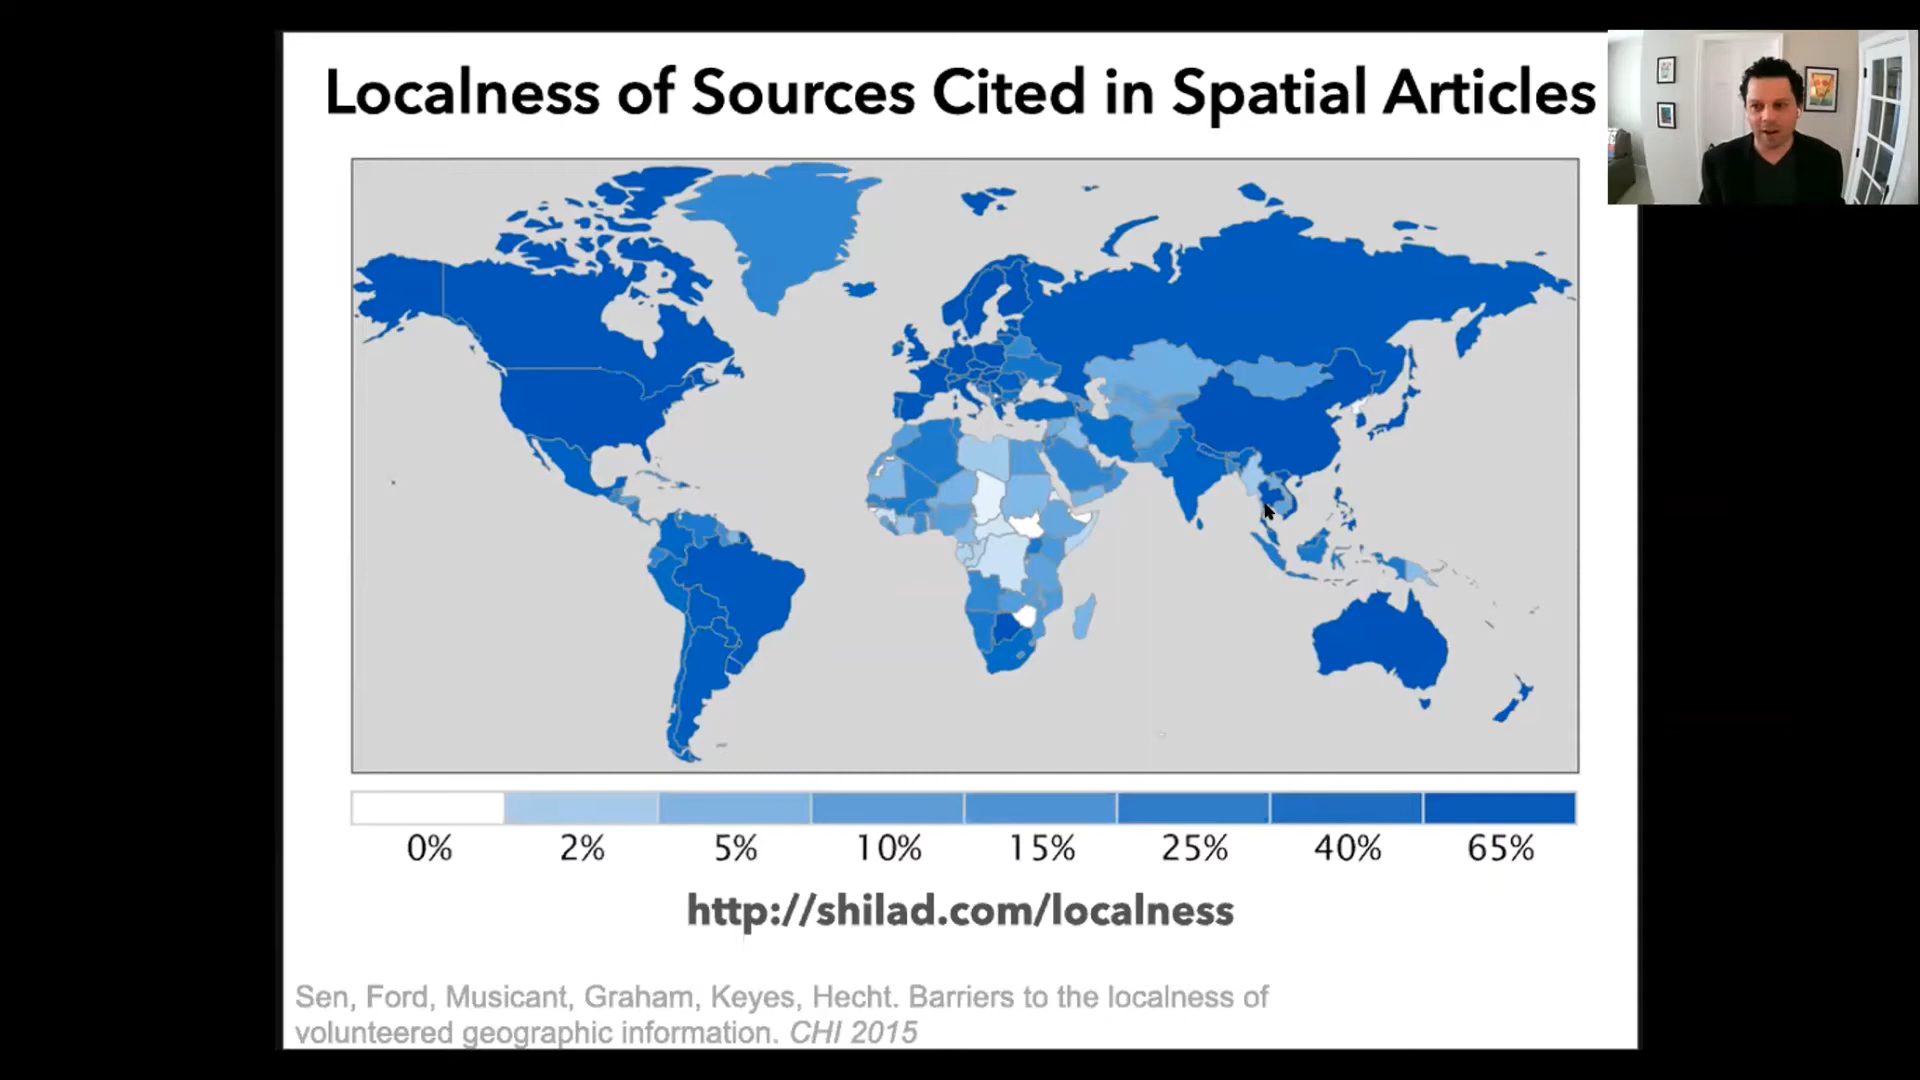 Localness of Sources Cited in Spatial Articles
0% 2% 5% 10% 15% 25% 40% 65%
http://shilad.com/localness
Sen, Ford, Musicant, Graham, Keyes, Hecht. Barriers to the localness of
volunteered geographic information. CHI 2015